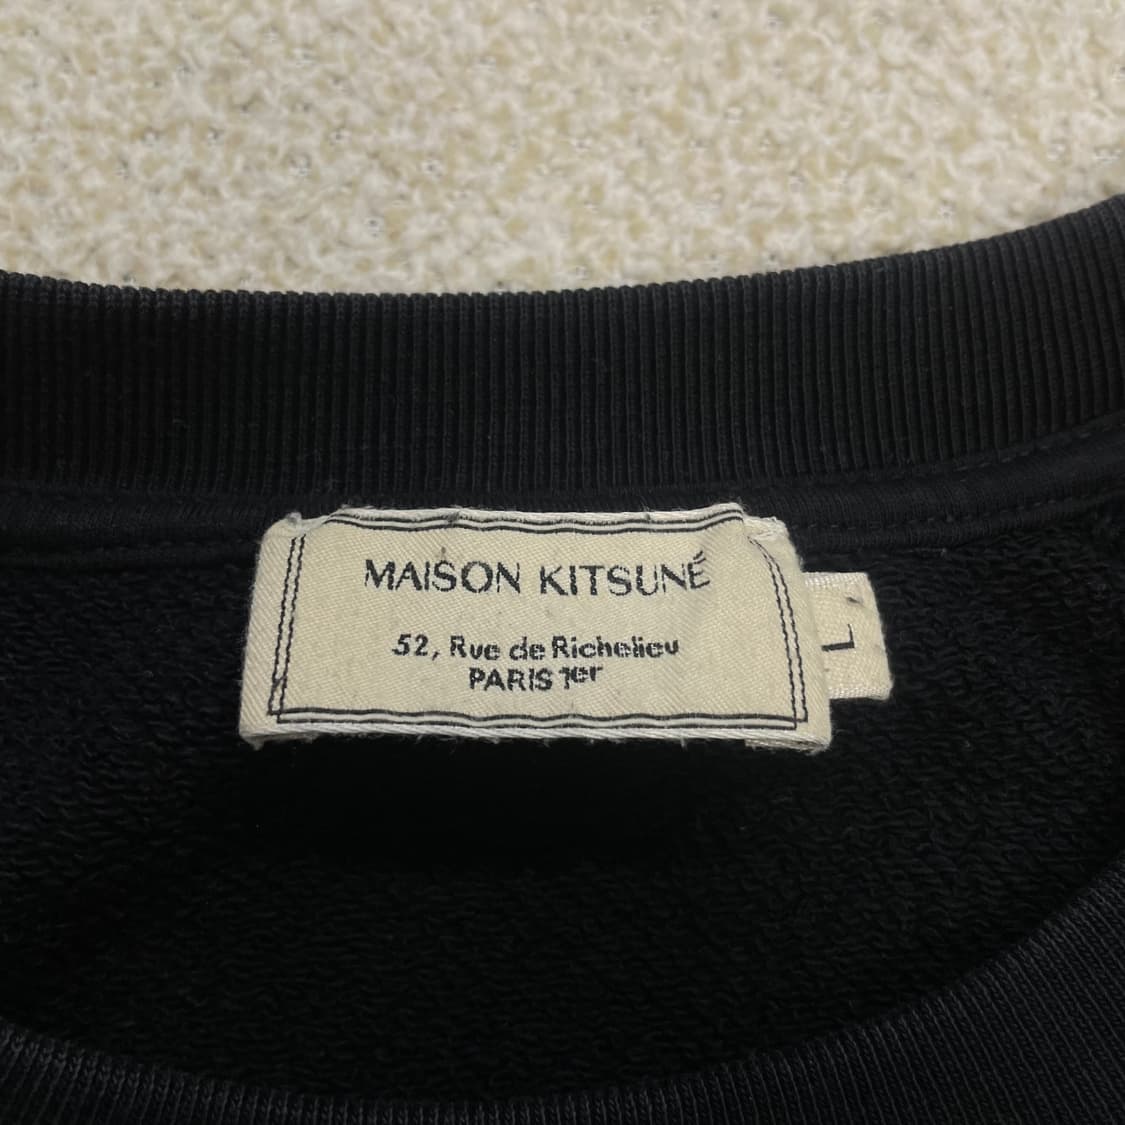 MAISON KITSUNÉ
52, Rue de Richelieu
PARIS 1er
L